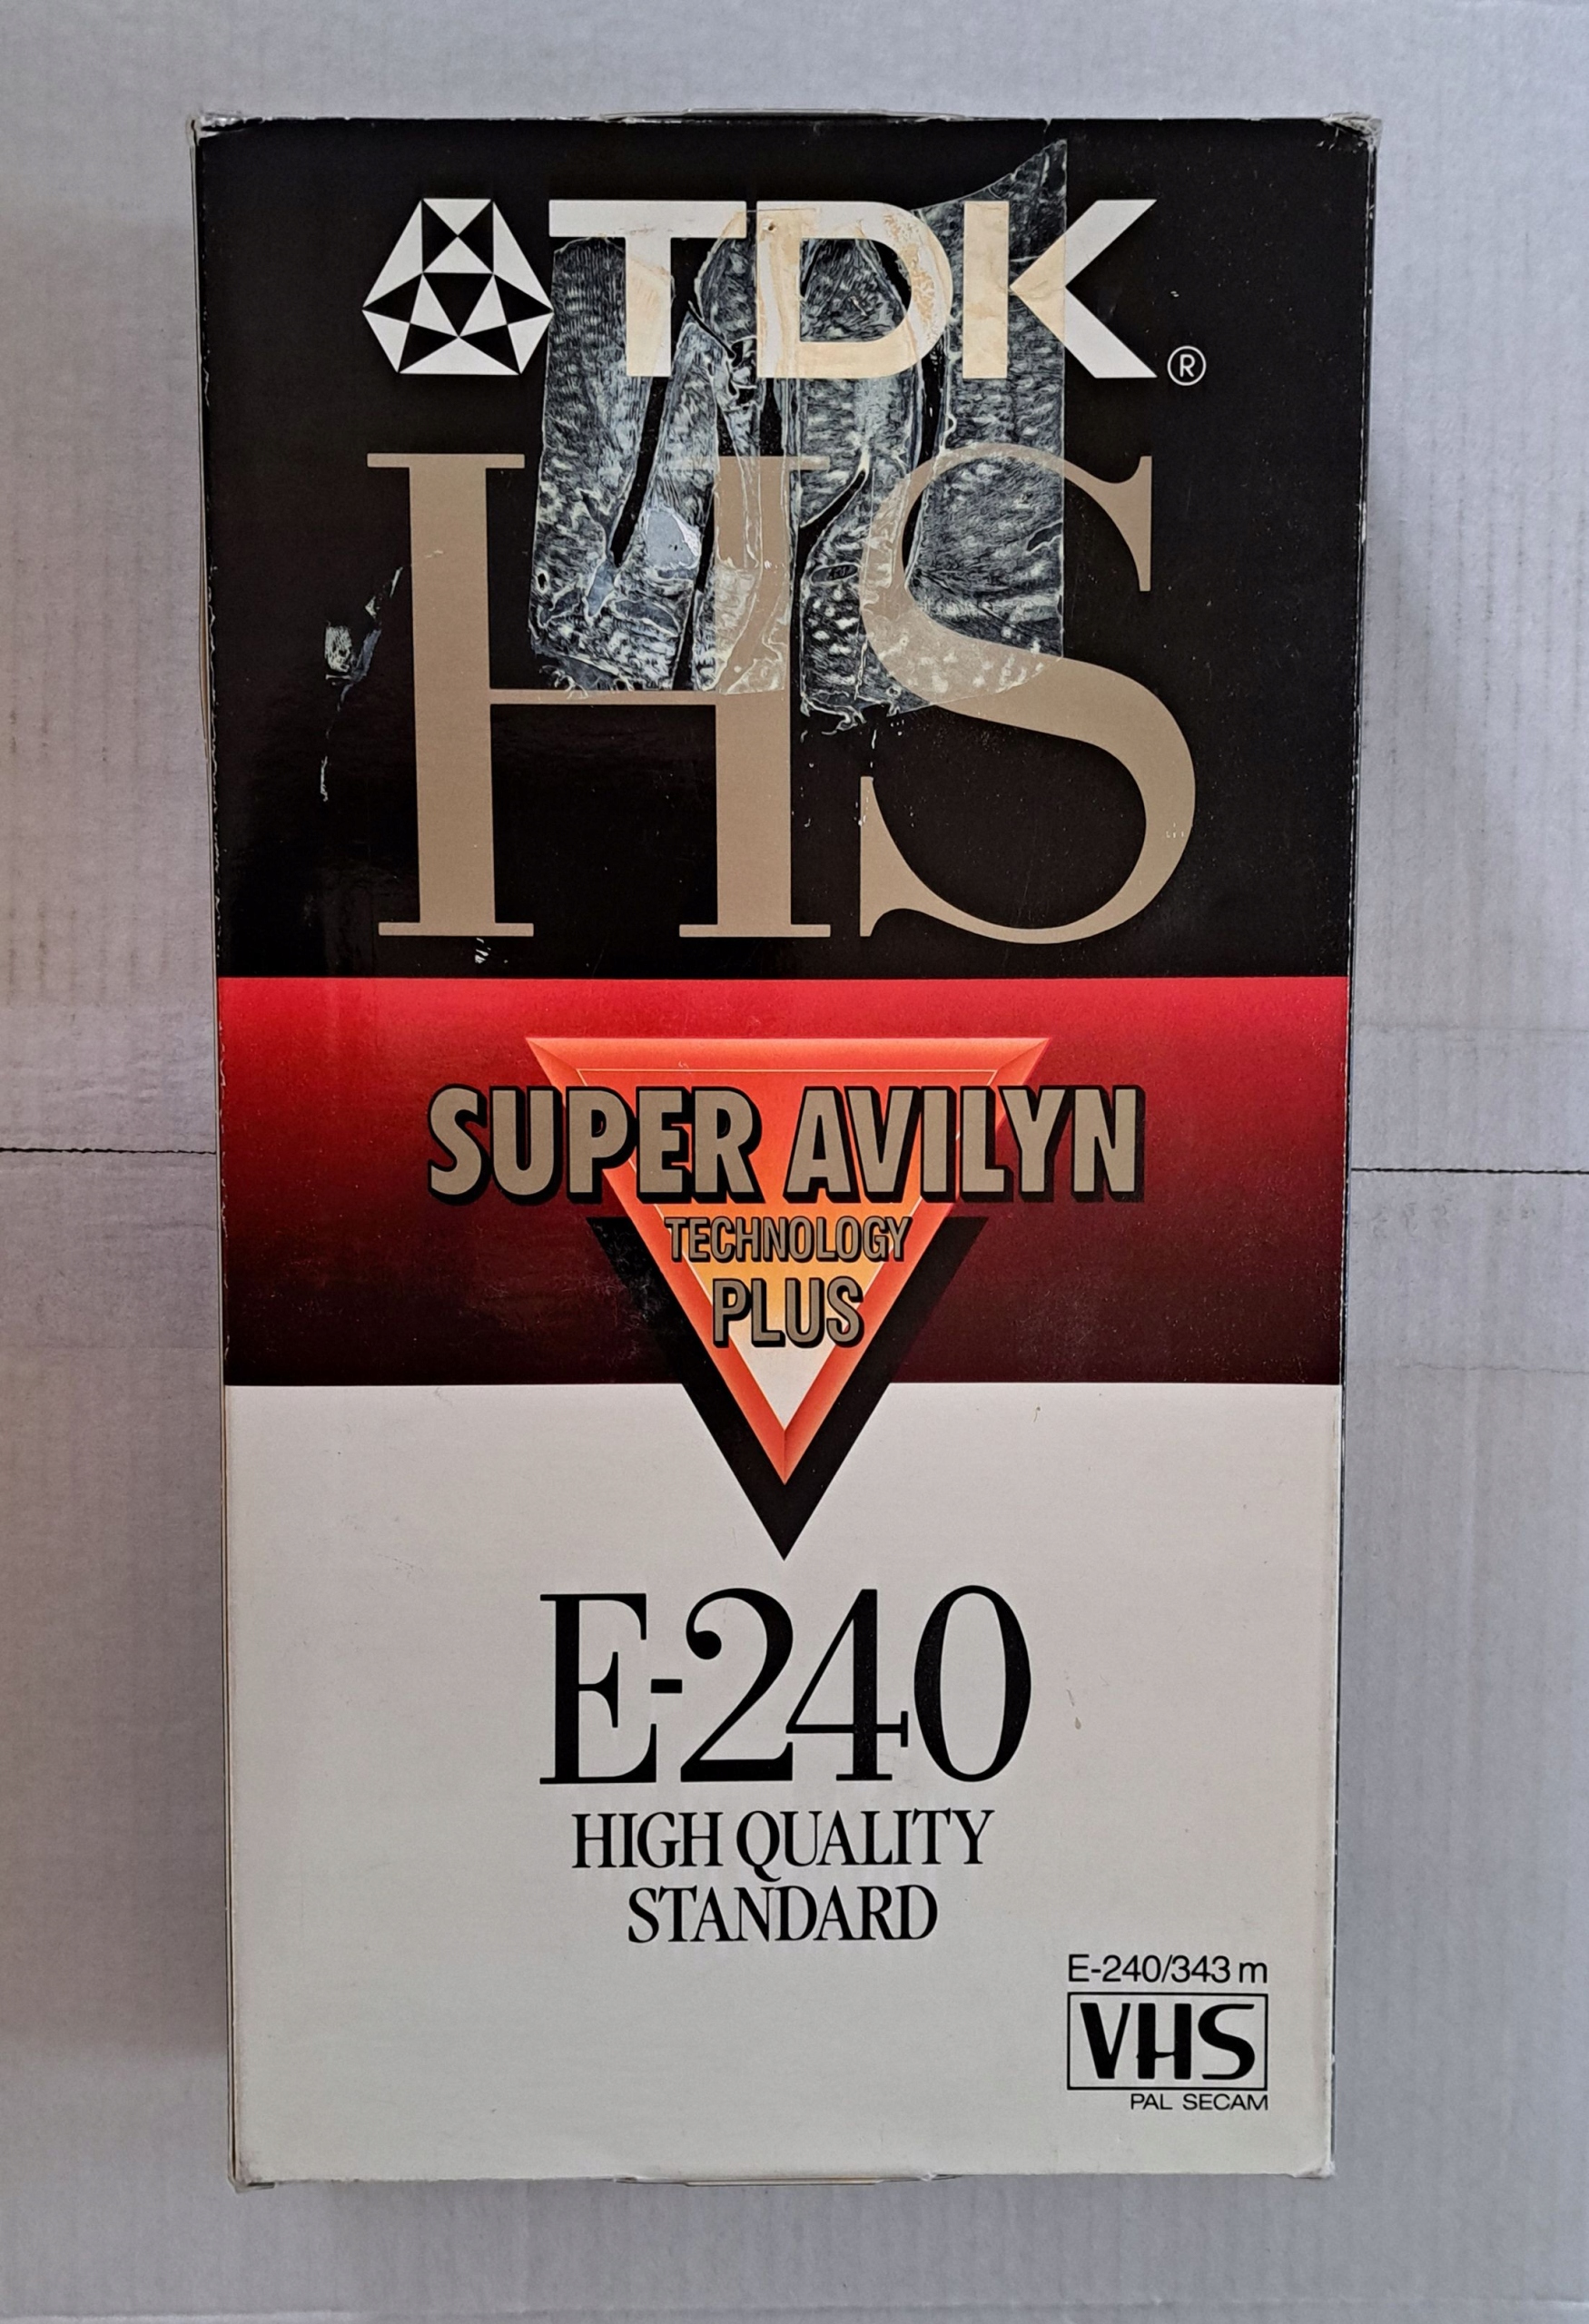 TDK®
HS
SUPER AVILYN
TECHNOLOGY
PLUS
E-240
HIGH QUALITY
STANDARD
E-240/343 m
VHS
PAL SECAM